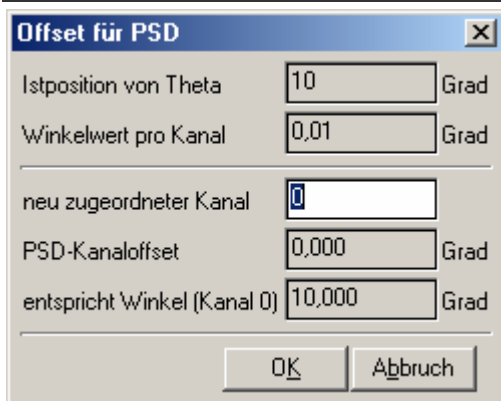 Offset für PSD
Istposition von Theta 10 Grad
Winkelwert pro Kanal 0,01 Grad
neu zugeordneter Kanal 0
PSD-Kanaloffset 0,000 Grad
entspricht Winkel (Kanal 0) 10,000 Grad
OK Abbruch